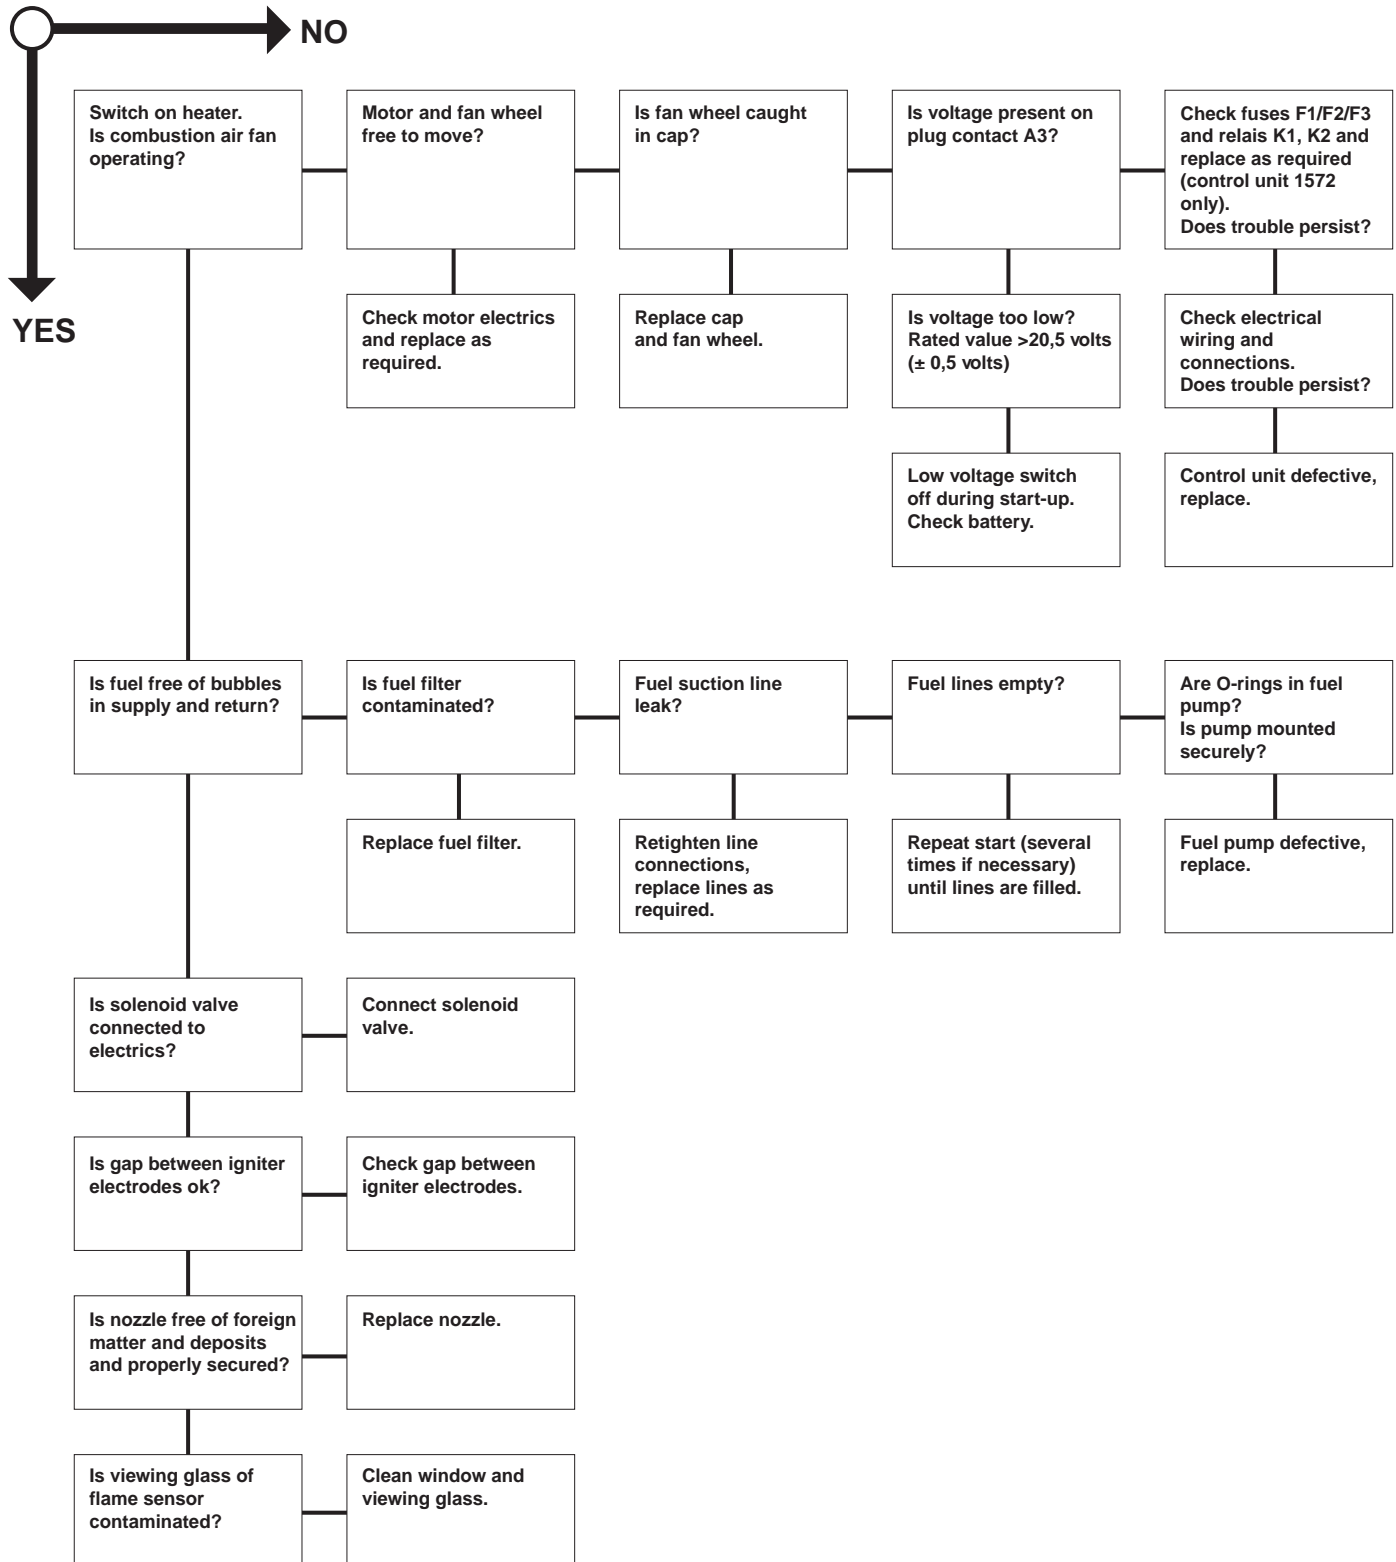 NO
YES
Switch on heater.
Is combustion air fan
operating?
Motor and fan wheel
free to move?
Is fan wheel caught
in cap?
Is voltage present on
plug contact A3?
Check fuses F1/F2/F3
and relais K1, K2 and
replace as required
(control unit 1572
only).
Does trouble persist?
Check motor electrics
and replace as
required.
Replace cap
and fan wheel.
Is voltage too low?
Rated value >20,5 volts
(± 0,5 volts)
Check electrical
wiring and
connections.
Does trouble persist?
Low voltage switch
off during start-up.
Check battery.
Control unit defective,
replace.
Is fuel free of bubbles
in supply and return?
Is fuel filter
contaminated?
Fuel suction line
leak?
Fuel lines empty?
Are O-rings in fuel
pump?
Is pump mounted
securely?
Replace fuel filter.
Retighten line
connections,
replace lines as
required.
Repeat start (several
times if necessary)
until lines are filled.
Fuel pump defective,
replace.
Is solenoid valve
connected to
electrics?
Connect solenoid
valve.
Is gap between igniter
electrodes ok?
Check gap between
igniter electrodes.
Is nozzle free of foreign
matter and deposits
and properly secured?
Replace nozzle.
Is viewing glass of
flame sensor
contaminated?
Clean window and
viewing glass.